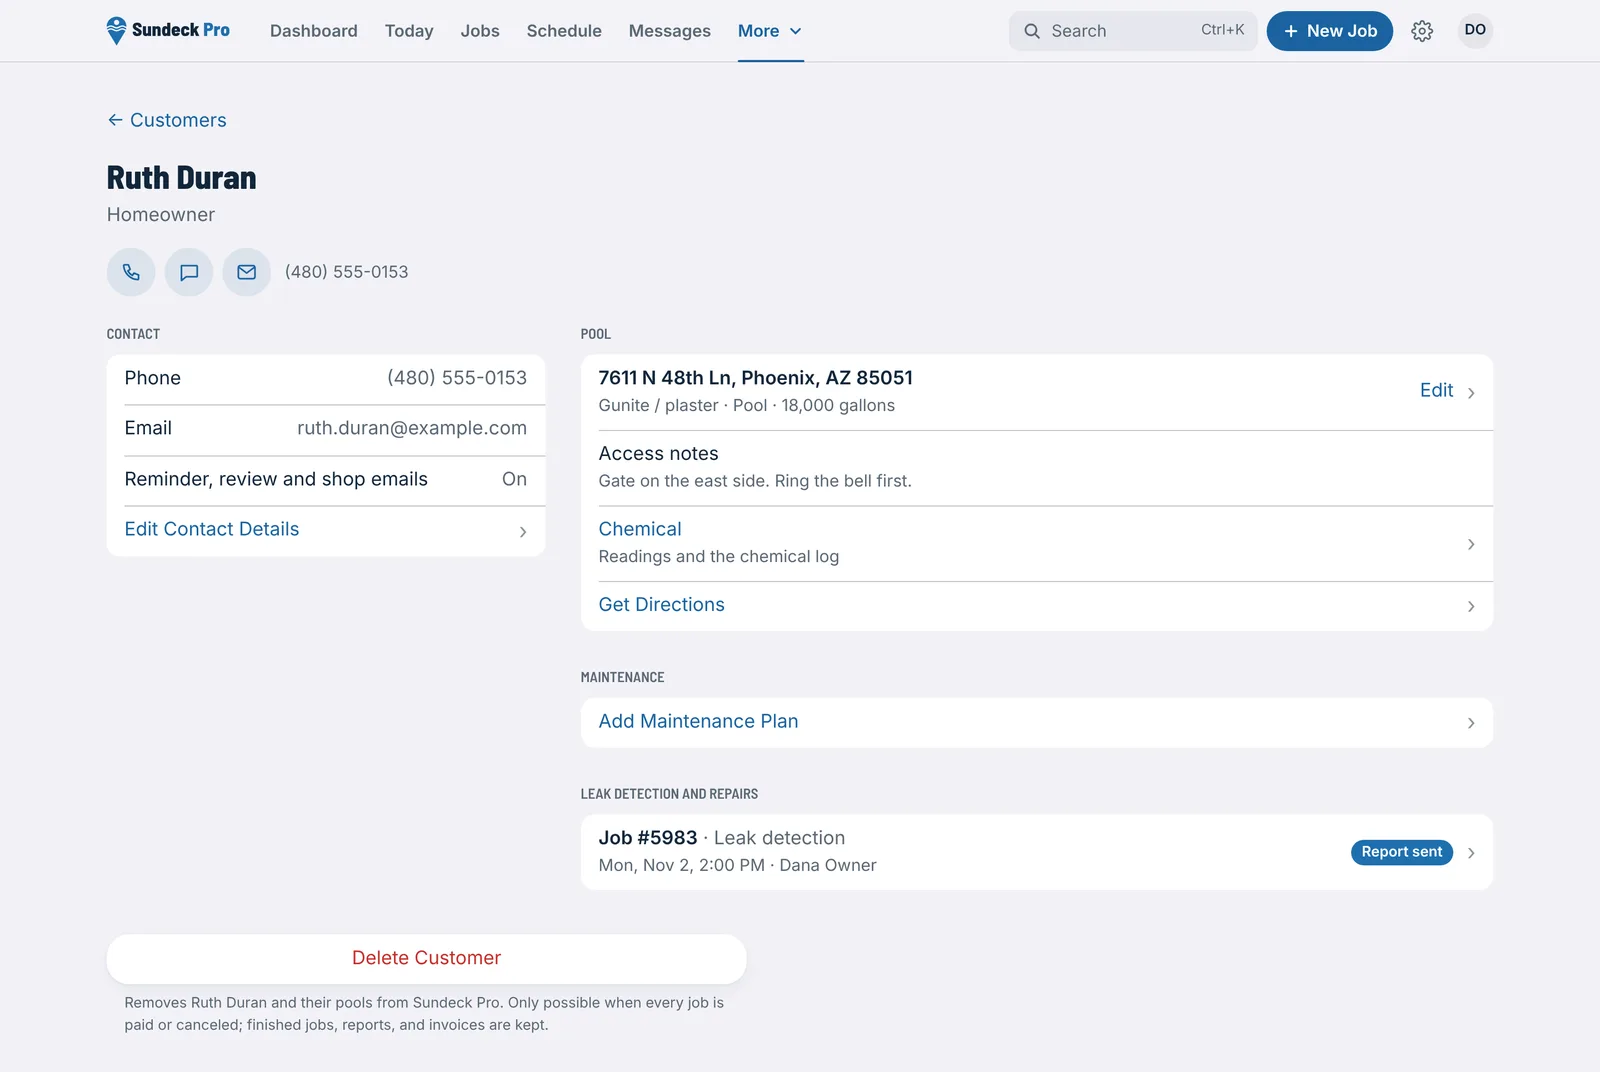 Sundeck Pro
Dashboard
Today
Jobs
Schedule
Messages
More
Search
Ctrl+K
+ New Job
DO
← Customers
Ruth Duran
Homeowner
(480) 555-0153
CONTACT
Phone
(480) 555-0153
Email
ruth.duran@example.com
Reminder, review and shop emails
On
Edit Contact Details
POOL
7611 N 48th Ln, Phoenix, AZ 85051
Gunite / plaster · Pool · 18,000 gallons
Edit
Access notes
Gate on the east side. Ring the bell first.
Chemical
Readings and the chemical log
Get Directions
MAINTENANCE
Add Maintenance Plan
LEAK DETECTION AND REPAIRS
Job #5983 · Leak detection
Mon, Nov 2, 2:00 PM · Dana Owner
Report sent
Delete Customer
Removes Ruth Duran and their pools from Sundeck Pro. Only possible when every job is
paid or canceled; finished jobs, reports, and invoices are kept.